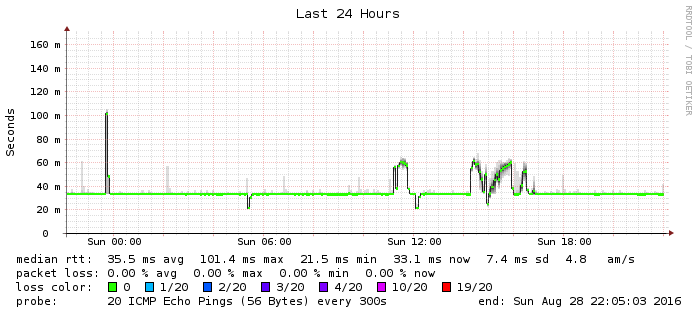 Last 24 Hours
RRDTOOL / TOBI OETIKER
Seconds
160 m
140 m
120 m
100 m
80 m
60 m
40 m
20 m
0
Sun 00:00 Sun 06:00 Sun 12:00 Sun 18:00
median rtt: 35.5 ms avg 101.4 ms max 21.5 ms min 33.1 ms now 7.4 ms sd 4.8 am/s
packet loss: 0.00 % avg 0.00 % max 0.00 % min 0.00 % now
loss color: 0 1/20 2/20 3/20 4/20 10/20 19/20
probe: 20 ICMP Echo Pings (56 Bytes) every 300s end: Sun Aug 28 22:05:03 2016